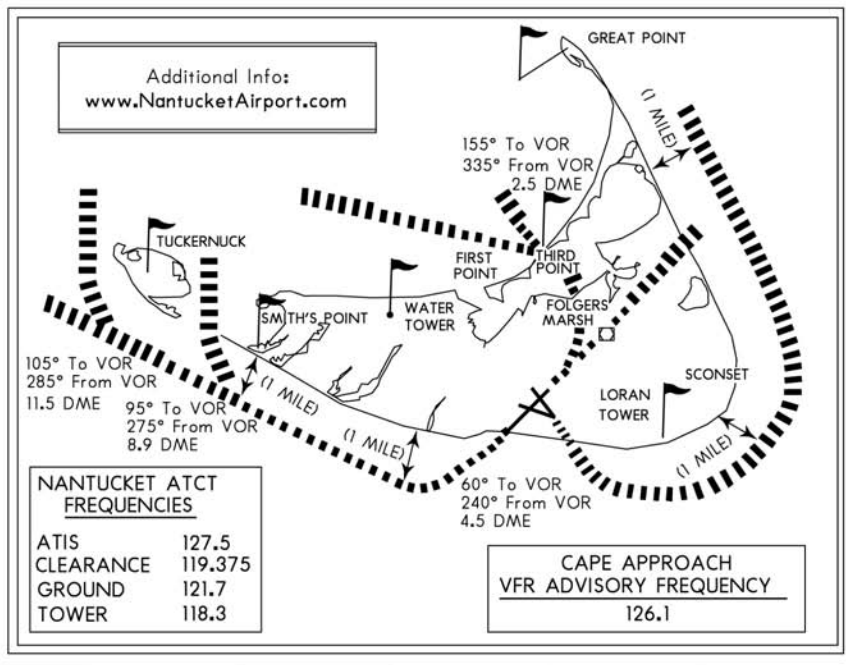 GREAT POINT
Additional Info:
www.NantucketAirport.com
(1 MILE)
155° To VOR
335° From VOR
2.5 DME
TUCKERNUCK
FIRST
POINT
THIRD
POINT
SMITH'S POINT
WATER
TOWER
FOLGERS
MARSH
105° To VOR
285° From VOR
11.5 DME
95° To VOR
275° From VOR
8.9 DME
(1 MILE)
(1 MILE)
SCONSET
LORAN
TOWER
(1 MILE)
60° To VOR
240° From VOR
4.5 DME
NANTUCKET ATCT
FREQUENCIES
ATIS 127.5
CLEARANCE 119.375
GROUND 121.7
TOWER 118.3
CAPE APPROACH
VFR ADVISORY FREQUENCY
126.1